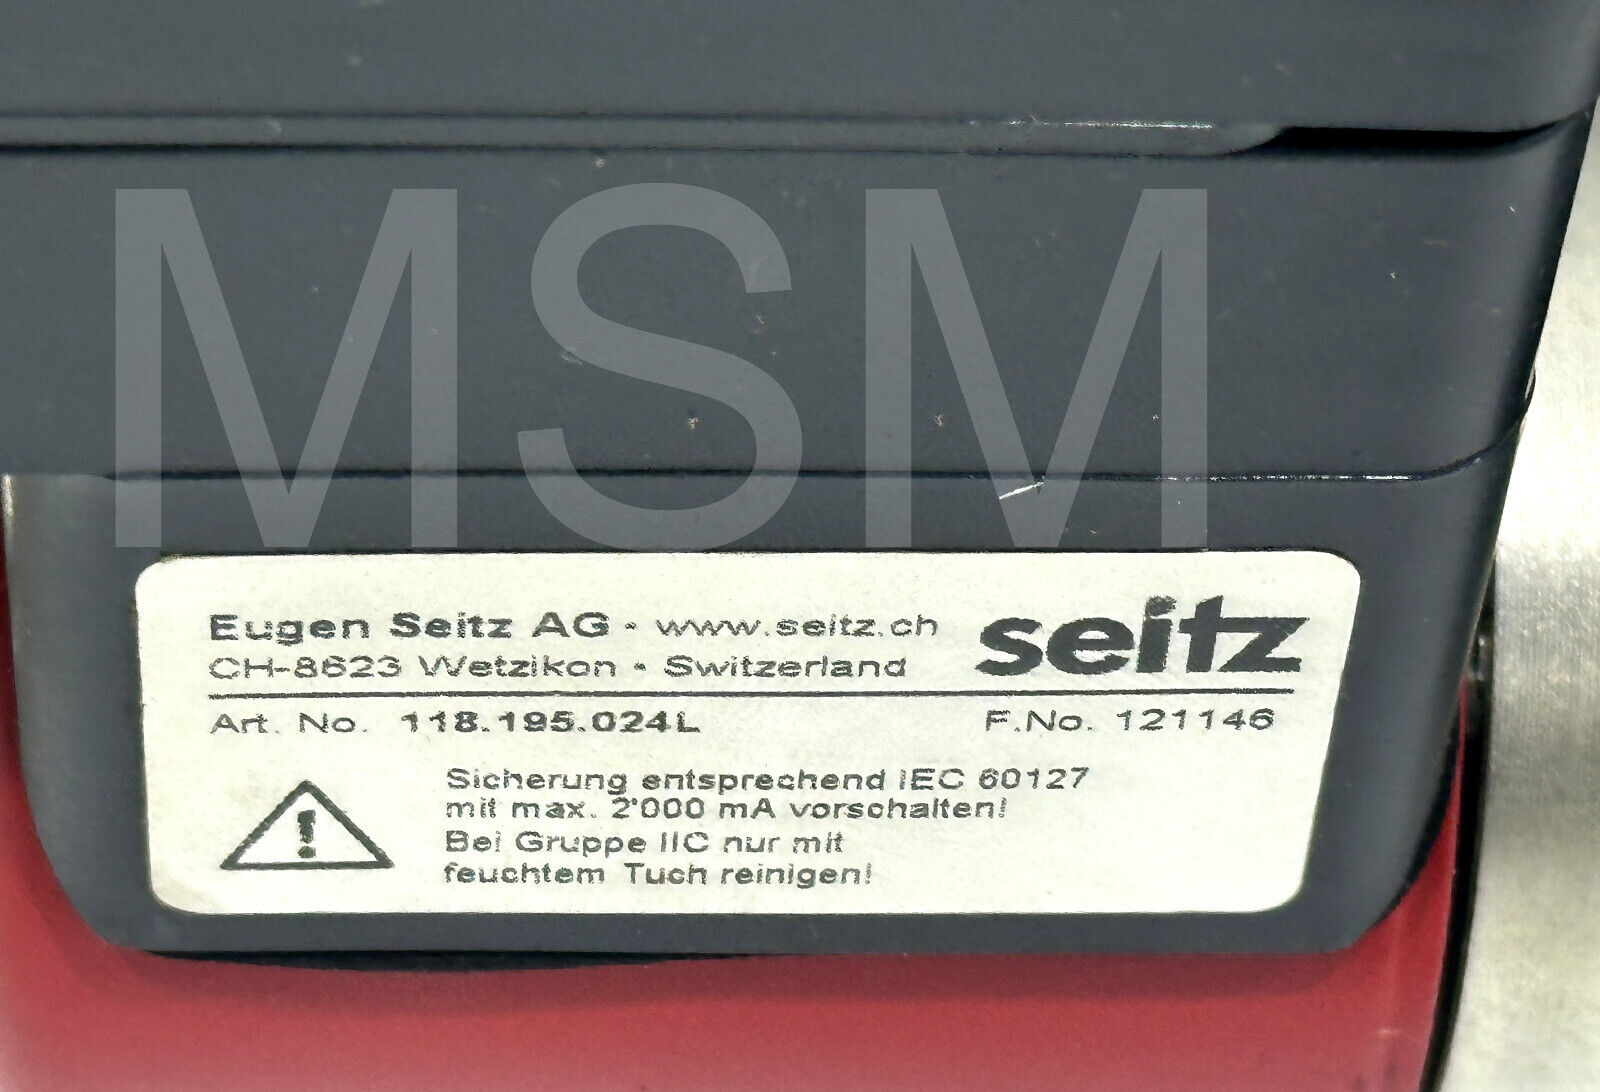 MSM
Eugen Seitz AG • www.seitz.ch
CH-8623 Wetzikon • Switzerland
seitz
Art. No. 118.195.024L
F.No. 121146
!
Sicherung entsprechend IEC 60127
mit max. 2'000 mA vorschalten!
Bei Gruppe IIC nur mit
feuchtem Tuch reinigen!